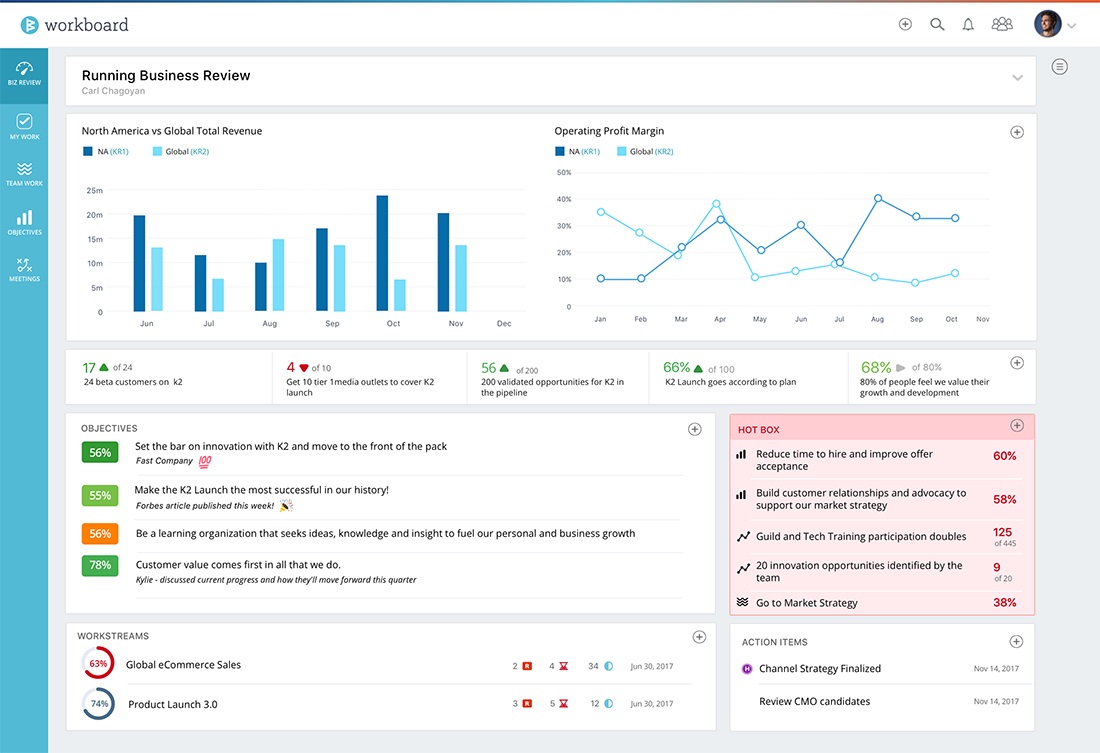 workboard
BIZ REVIEW
MY WORK
TEAM WORK
OBJECTIVES
MEETINGS
Running Business Review
Carl Chagoyan
North America vs Global Total Revenue
NA (KR1) Global (KR2)
25m
20m
15m
10m
5m
0
Jun Jul Aug Sep Oct Nov Dec
Operating Profit Margin
NA (KR1) Global (KR2)
50%
40%
30%
20%
10%
0
Jan Feb Mar Apr May Jun Jul Aug Sep Oct Nov
17 of 24
24 beta customers on k2
4 of 10
Get 10 tier 1media outlets to cover K2
launch
56 of 200
200 validated opportunities for K2 in
the pipeline
66% of 100
K2 Launch goes according to plan
68% of 80%
80% of people feel we value their
growth and development
OBJECTIVES
56% Set the bar on innovation with K2 and move to the front of the pack
Fast Company 100
55% Make the K2 Launch the most successful in our history!
Forbes article published this week!
56% Be a learning organization that seeks ideas, knowledge and insight to fuel our personal and business growth
78% Customer value comes first in all that we do.
Kylie - discussed current progress and how they'll move forward this quarter
HOT BOX
Reduce time to hire and improve offer
acceptance
60%
Build customer relationships and advocacy to
support our market strategy
58%
Guild and Tech Training participation doubles
125
of 445
20 innovation opportunities identified by the
team
9
of 20
Go to Market Strategy 38%
WORKSTREAMS
63% Global eCommerce Sales 2 R 4 34 Jun 30, 2017
74% Product Launch 3.0 3 R 5 12 Jun 30, 2017
ACTION ITEMS
H Channel Strategy Finalized Nov 14, 2017
Review CMO candidates Nov 14, 2017